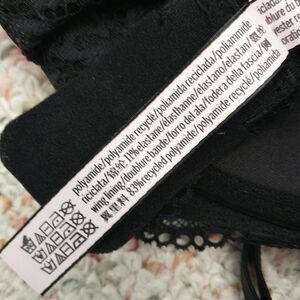 polyamide/polyamide recyclé/poliamida reciclada/poliammide
riciclata/锦纶 11% elastane/élasthanne/elastano/elastan/氨纶
wing lining/doublure bande/forro del ala/fodera della fascia/侧
翼里料 83% recycled polyamide/polyamide recyclé/poliamida